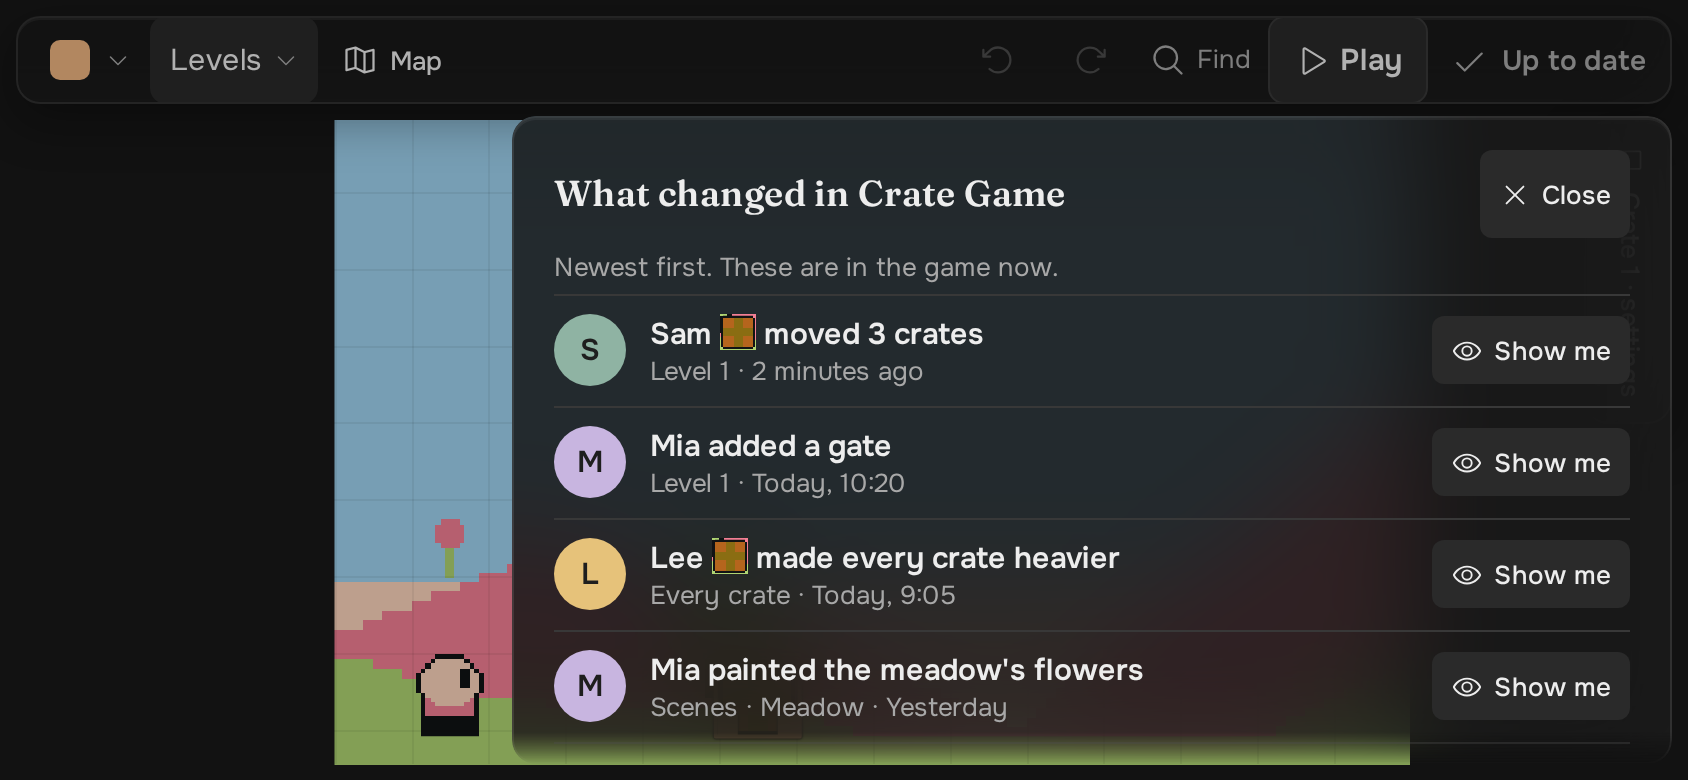 Levels
Map
Find
Play
Up to date
What changed in Crate Game
Close
Newest first. These are in the game now.
S
Sam moved 3 crates
Level 1 · 2 minutes ago
Show me
M
Mia added a gate
Level 1 · Today, 10:20
Show me
L
Lee made every crate heavier
Every crate · Today, 9:05
Show me
M
Mia painted the meadow's flowers
Scenes · Meadow · Yesterday
Show me
Crate 1 · settings